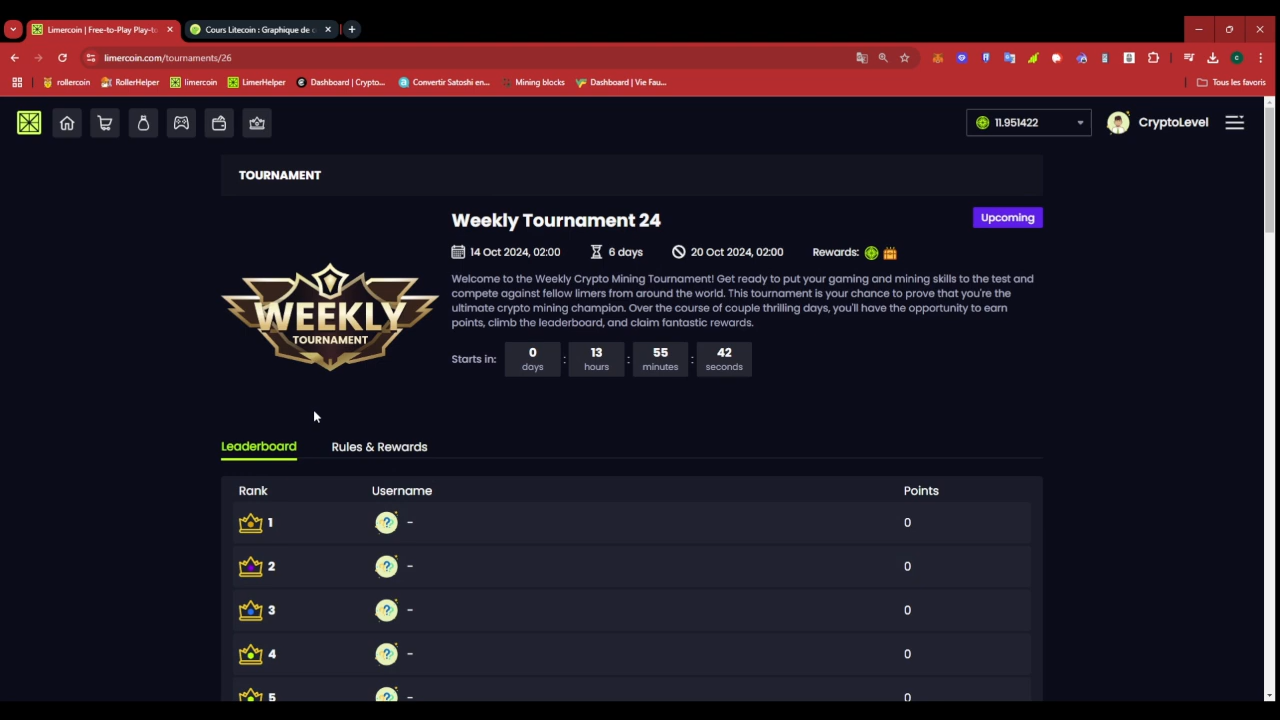 Limercoin | Free-to-Play Play-to
Cours Litecoin : Graphique de c
limercoin.com/tournaments/26
rollercoin
RollerHelper
limercoin
LimerHelper
Dashboard | Crypto...
Convertir Satoshi en...
Mining blocks
Dashboard | Vie Fau...
Tous les favoris
11.951422
CryptoLevel
TOURNAMENT
Weekly Tournament 24
Upcoming
14 Oct 2024, 02:00
6 days
20 Oct 2024, 02:00
Rewards:
Welcome to the Weekly Crypto Mining Tournament! Get ready to put your gaming and mining skills to the test and
compete against fellow limers from around the world. This tournament is your chance to prove that you're the
ultimate crypto mining champion. Over the course of couple thrilling days, you'll have the opportunity to earn
points, climb the leaderboard, and claim fantastic rewards.
WEEKLY
TOURNAMENT
Starts in:
0 : 13 : 55 : 42
days hours minutes seconds
Leaderboard Rules & Rewards
Rank Username Points
1 - 0
2 - 0
3 - 0
4 - 0
5 - 0